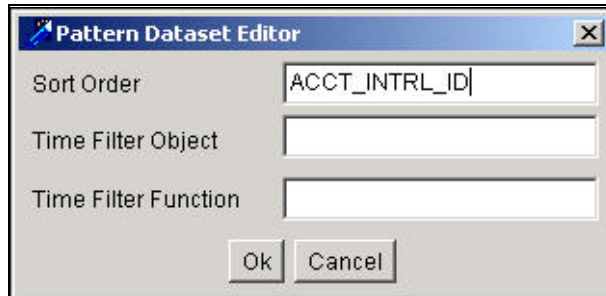 Pattern Dataset Editor
Sort Order ACCT_INTRL_ID
Time Filter Object
Time Filter Function
Ok Cancel